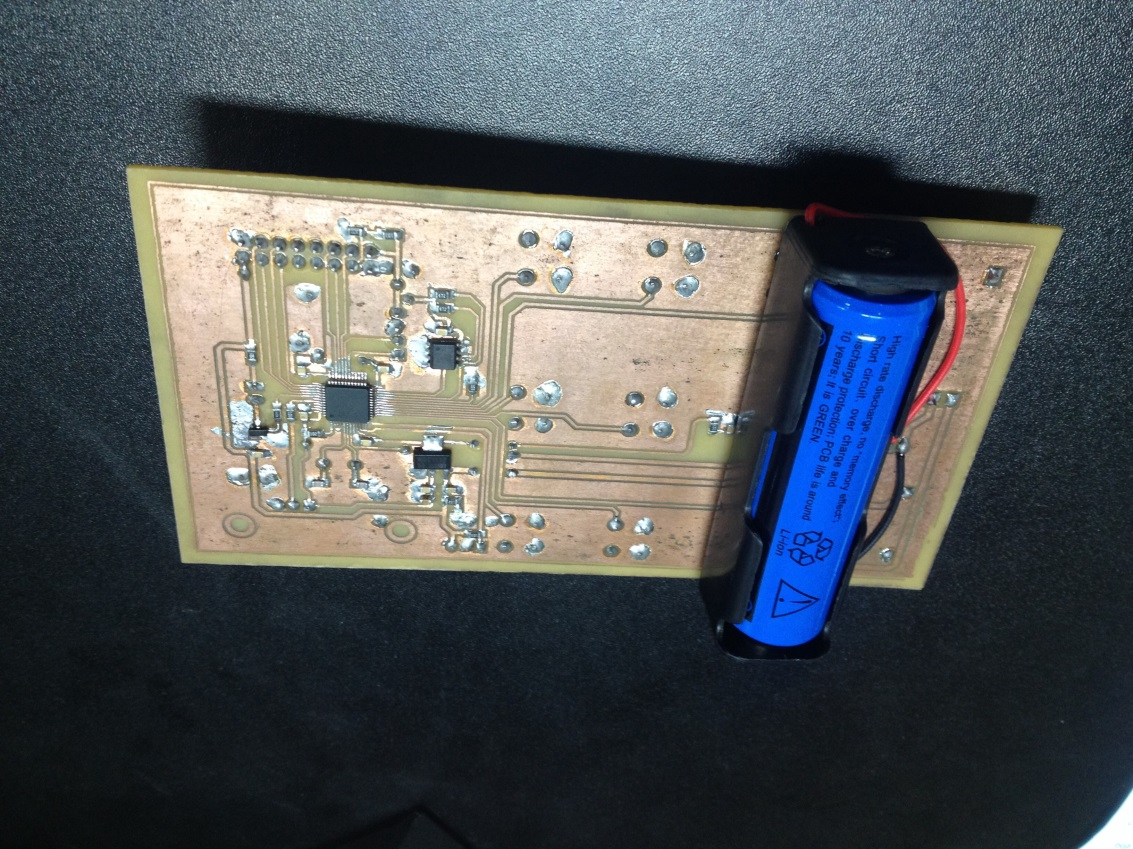 High rate discharge, no "memory effect".
Short circuit, over charge and
discharge protection: PCB life is around
10 years: it is GREEN.
Li-ion